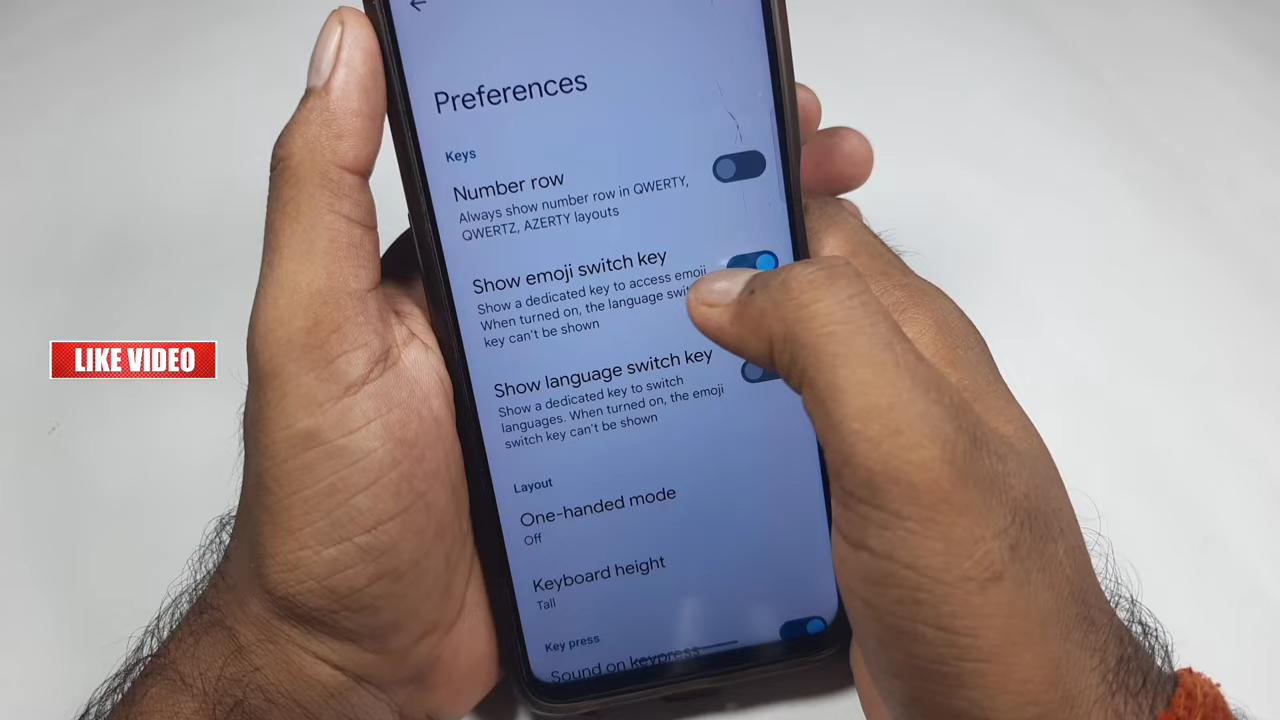 Preferences
Keys
Number row
Always show number row in QWERTY,
QWERTZ, AZERTY layouts
Show emoji switch key
Show a dedicated key to access emoji
When turned on, the language
key can't be shown
Show language switch key
Show a dedicated key to switch
languages. When turned on, the emoji
switch key can't be shown
Layout
One-handed mode
Off
Keyboard height
Tall
Key press
Sound on keypress
LIKE VIDEO